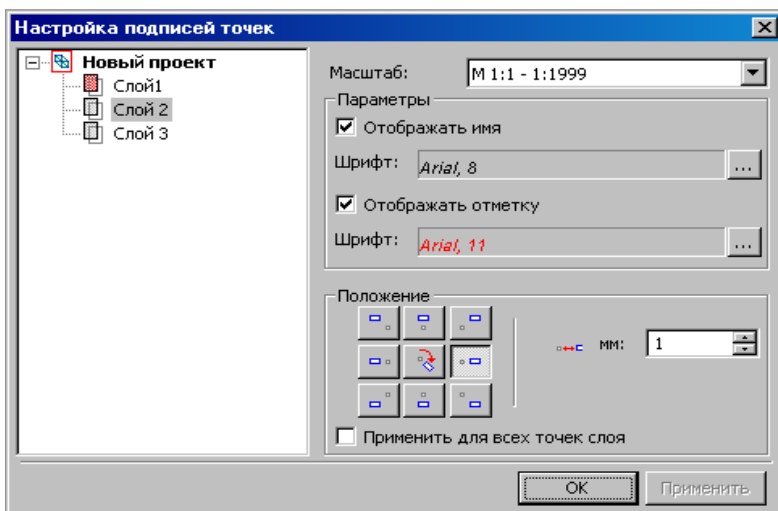 Настройка подписей точек
Новый проект
Слой1
Слой 2
Слой 3
Масштаб: М 1:1 - 1:1999
Параметры
Отображать имя
Шрифт: Arial, 8 ...
Отображать отметку
Шрифт: Arial, 11 ...
Положение
мм: 1
Применить для всех точек слоя
OK Применить